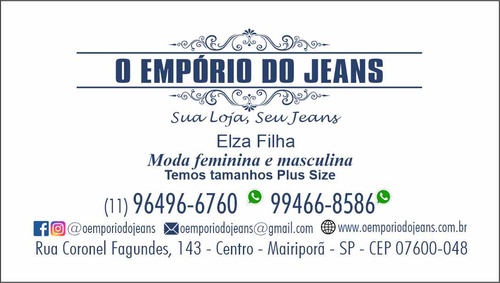 O EMPÓRIO DO JEANS
Sua Loja, Seu Jeans
Elza Filha
Moda feminina e masculina
Temos tamanhos Plus Size
(11) 96496-6760 99466-8586
@oemporiodojeans oemporiodojeans@gmail.com www.oemporiodojeans.com.br
Rua Coronel Fagundes, 143 - Centro - Mairiporã - SP - CEP 07600-048